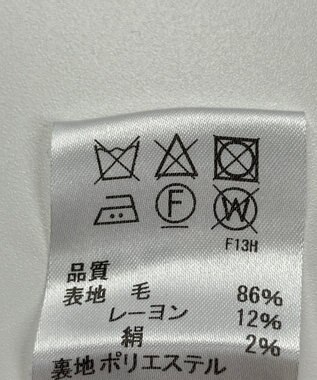 F W
F13H
品質
表地 毛 86%
レーヨン 12%
絹 2%
裏地 ポリエステル